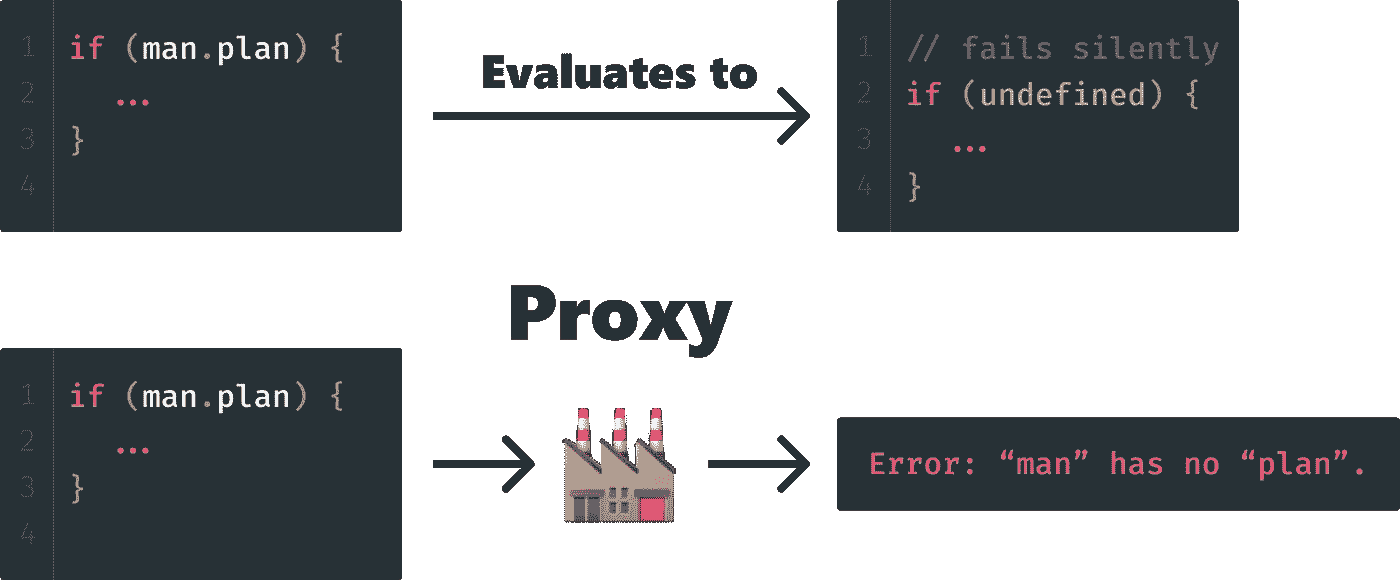 1 if (man.plan) {
2 ...
3 }
4
Evaluates to
1 // fails silently
2 if (undefined) {
3 ...
4 }
Proxy
1 if (man.plan) {
2 ...
3 }
4
Error: “man” has no “plan”.